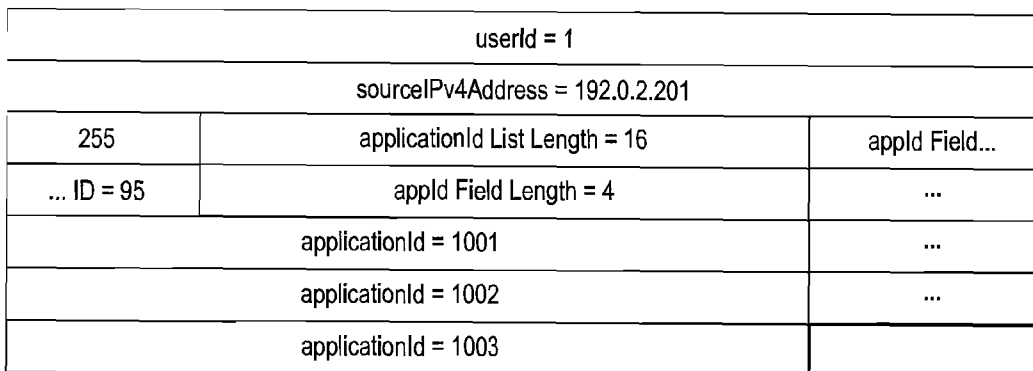 userId = 1
sourceIPv4Address = 192.0.2.201
255 applicationId List Length = 16 appId Field...
... ID = 95 appId Field Length = 4 ...
applicationId = 1001 ...
applicationId = 1002 ...
applicationId = 1003